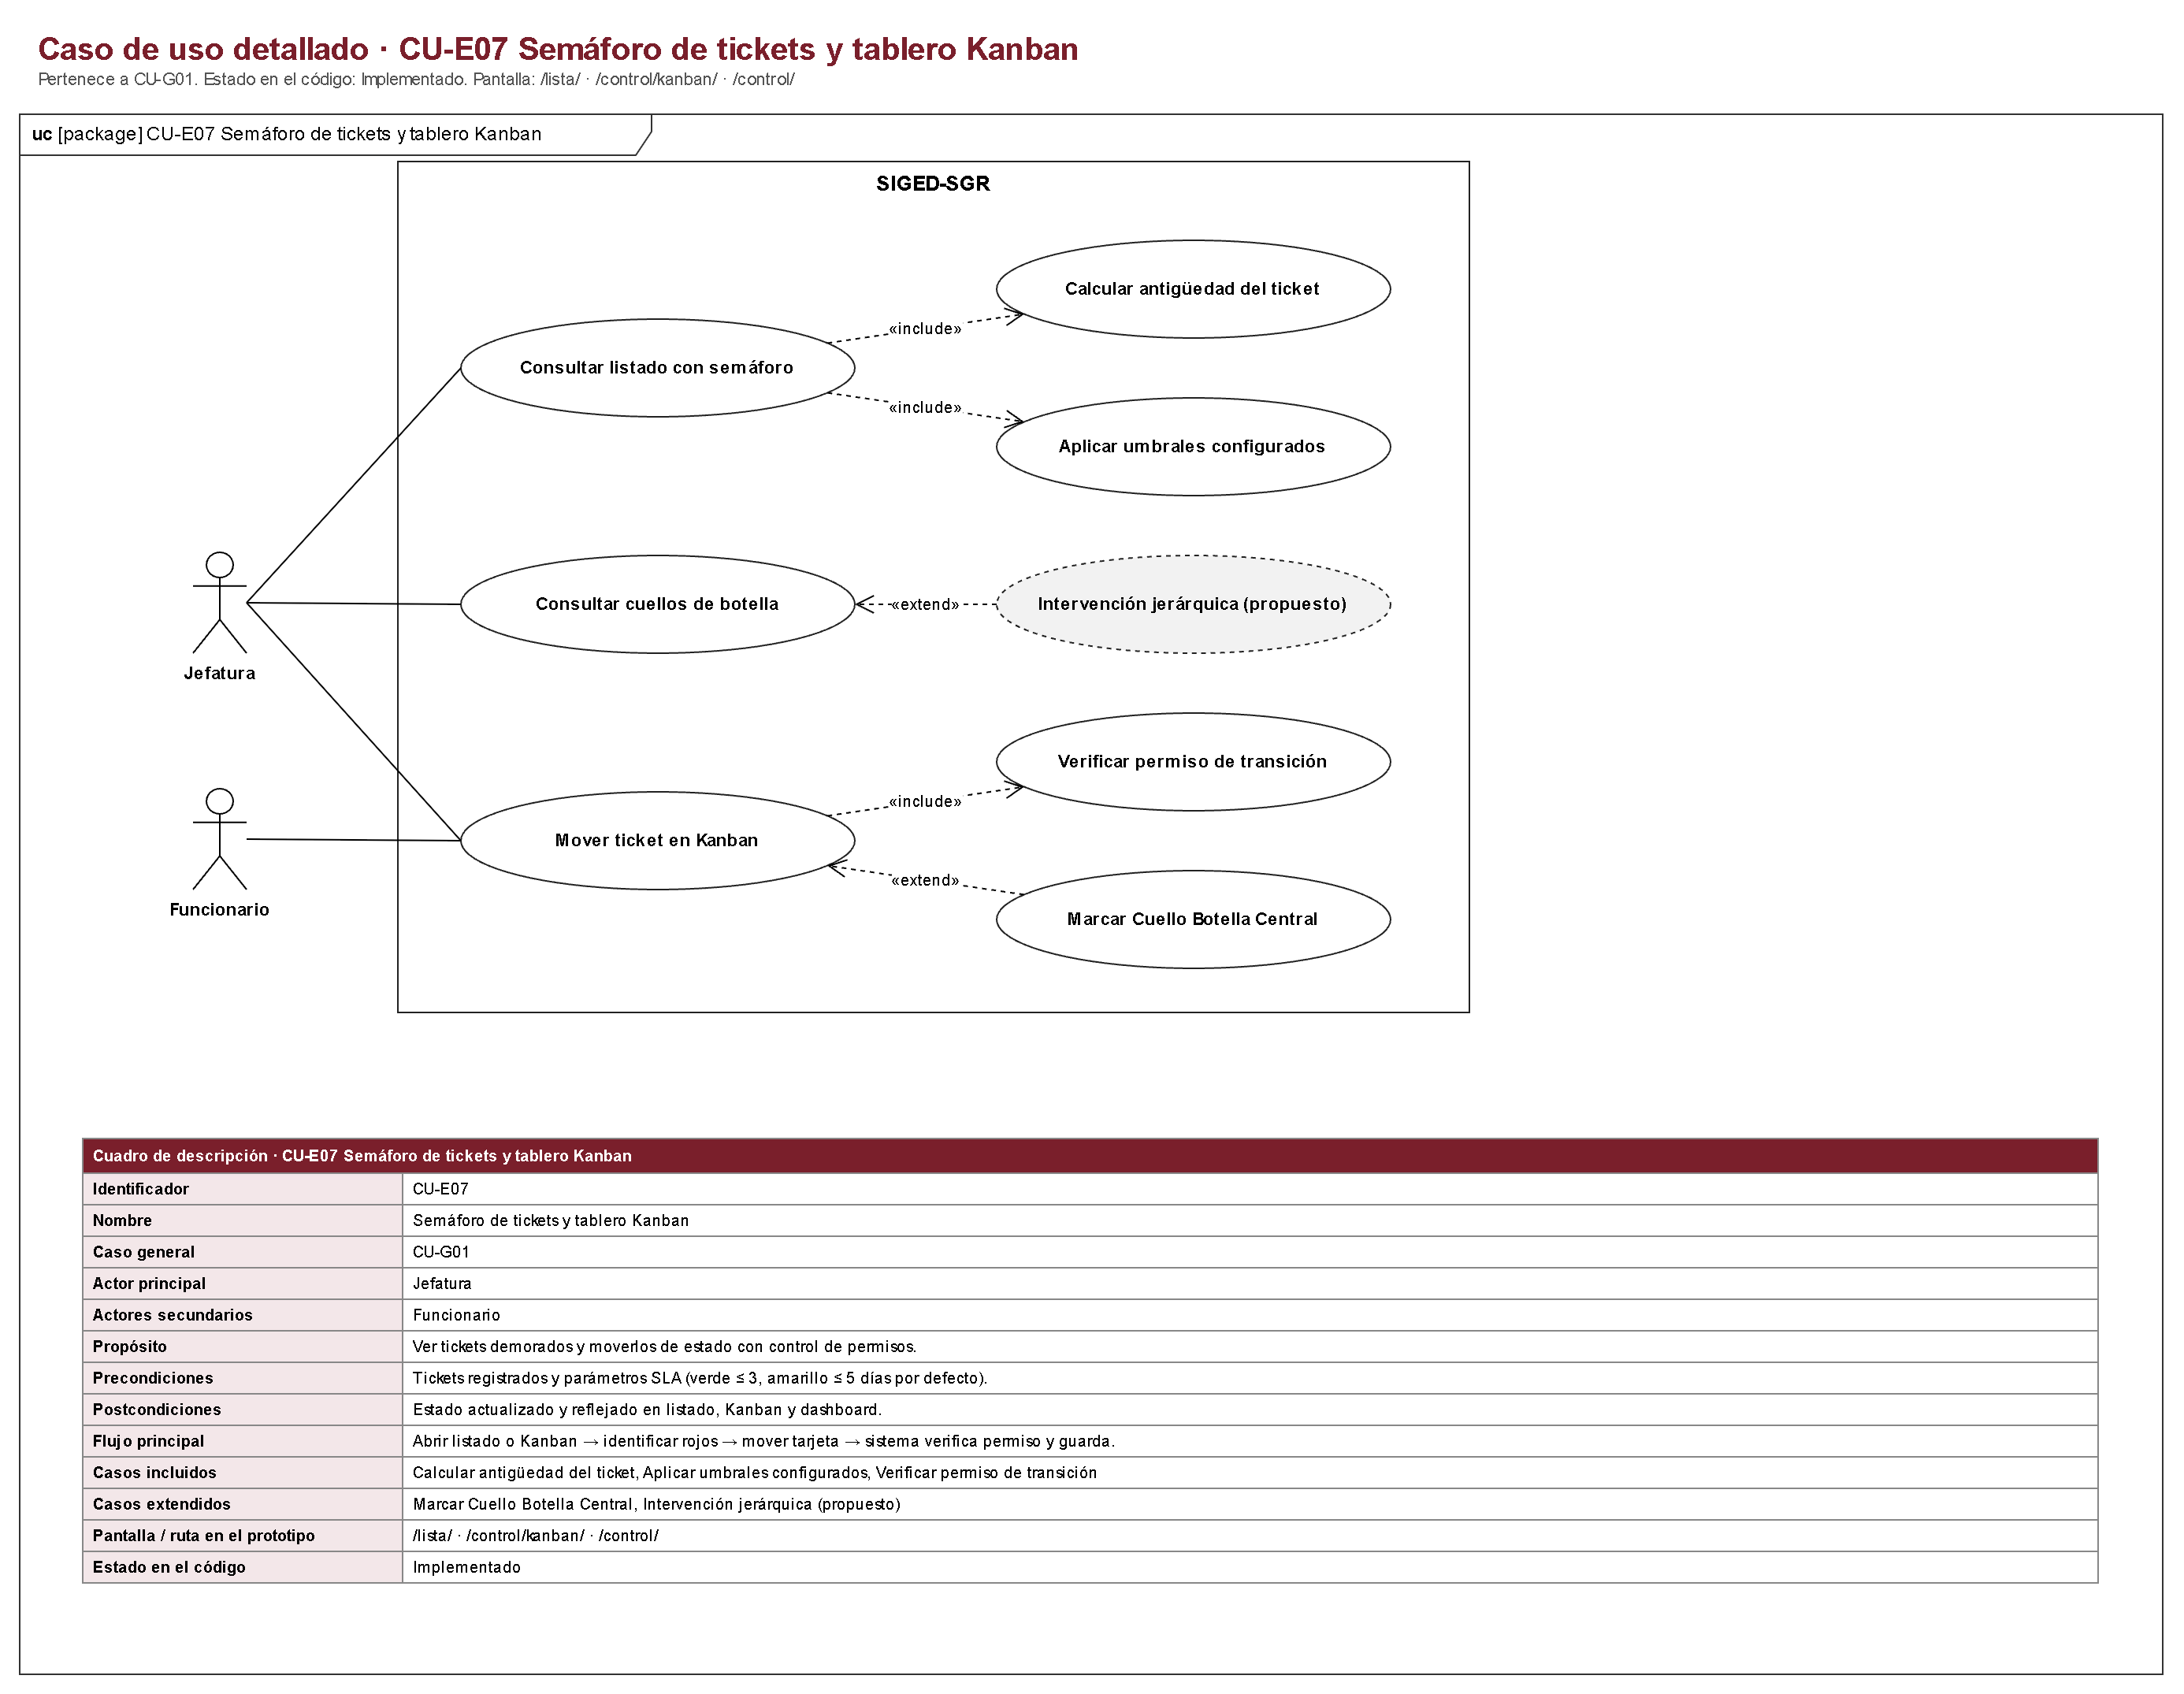 Caso de uso detallado · CU-E07 Semáforo de tickets y tablero Kanban
Pertenece a CU-G01. Estado en el código: Implementado. Pantalla: /lista/ · /control/kanban/ · /control/
uc [package] CU-E07 Semáforo de tickets y tablero Kanban
SIGED-SGR
Calcular antigüedad del ticket
«include»
Consultar listado con semáforo
«include»
Aplicar umbrales configurados
Consultar cuellos de botella
«extend»
Intervención jerárquica (propuesto)
Jefatura
Verificar permiso de transición
«include»
Mover ticket en Kanban
«extend»
Funcionario
Marcar Cuello Botella Central
Cuadro de descripción · CU-E07 Semáforo de tickets y tablero Kanban
Identificador CU-E07
Nombre Semáforo de tickets y tablero Kanban
Caso general CU-G01
Actor principal Jefatura
Actores secundarios Funcionario
Propósito Ver tickets demorados y moverlos de estado con control de permisos.
Precondiciones Tickets registrados y parámetros SLA (verde ≤ 3, amarillo ≤ 5 días por defecto).
Postcondiciones Estado actualizado y reflejado en listado, Kanban y dashboard.
Flujo principal Abrir listado o Kanban → identificar rojos → mover tarjeta → sistema verifica permiso y guarda.
Casos incluidos Calcular antigüedad del ticket, Aplicar umbrales configurados, Verificar permiso de transición
Casos extendidos Marcar Cuello Botella Central, Intervención jerárquica (propuesto)
Pantalla / ruta en el prototipo /lista/ · /control/kanban/ · /control/
Estado en el código Implementado